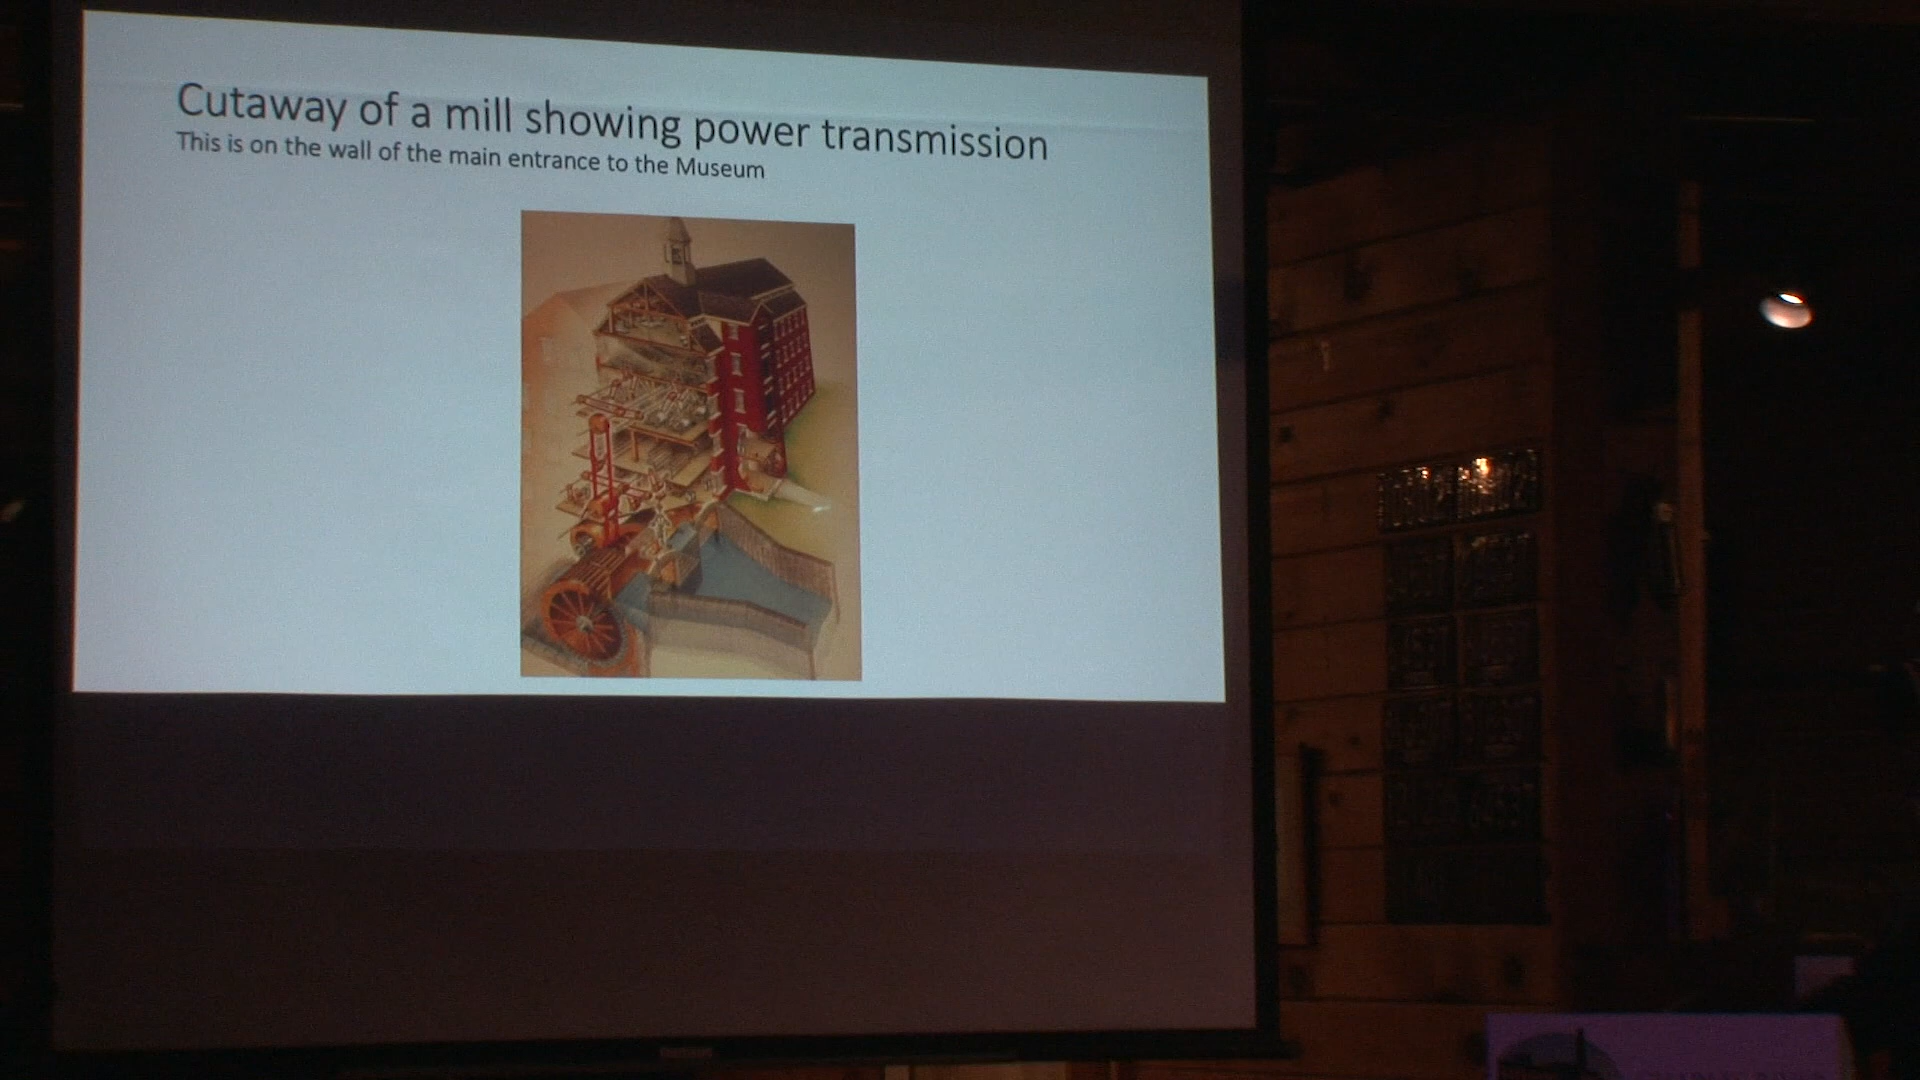 Cutaway of a mill showing power transmission
This is on the wall of the main entrance to the Museum